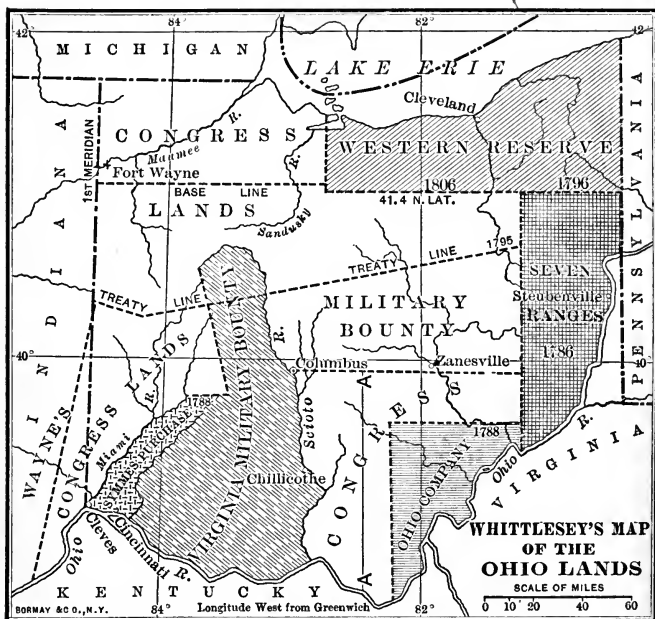 42°
84°
82°
42°
MICHIGAN
LAKE ERIE
Cleveland
CONGRESS
LANDS
WESTERN RESERVE
1806
1796
41.4 N. LAT.
PENNSYLVANIA
INDIANA
1ST MERIDIAN
Maumee R.
Fort Wayne
BASE LINE
Sandusky R.
TREATY LINE
TREATY LINE 1795
SEVEN
Steubenville
RANGES
1786
MILITARY
BOUNTY
40°
40
Columbus
Zanesville
WAYNE'S
CONGRESS LANDS
Miami R.
1788
SYMMES PURCHASE
VIRGINIA MILITARY BOUNTY
Scioto R.
Chillicothe
A
CONGRESS
A
1788
OHIO COMPANY
Ohio R.
VIRGINIA
Ohio R.
Cleves
Cincinnati
KENTUCKY
WHITTLESEY'S MAP
OF THE
OHIO LANDS
SCALE OF MILES
0 10 20 40 60
BORMAY & CO., N.Y.
84°
Longitude West from Greenwich
82°